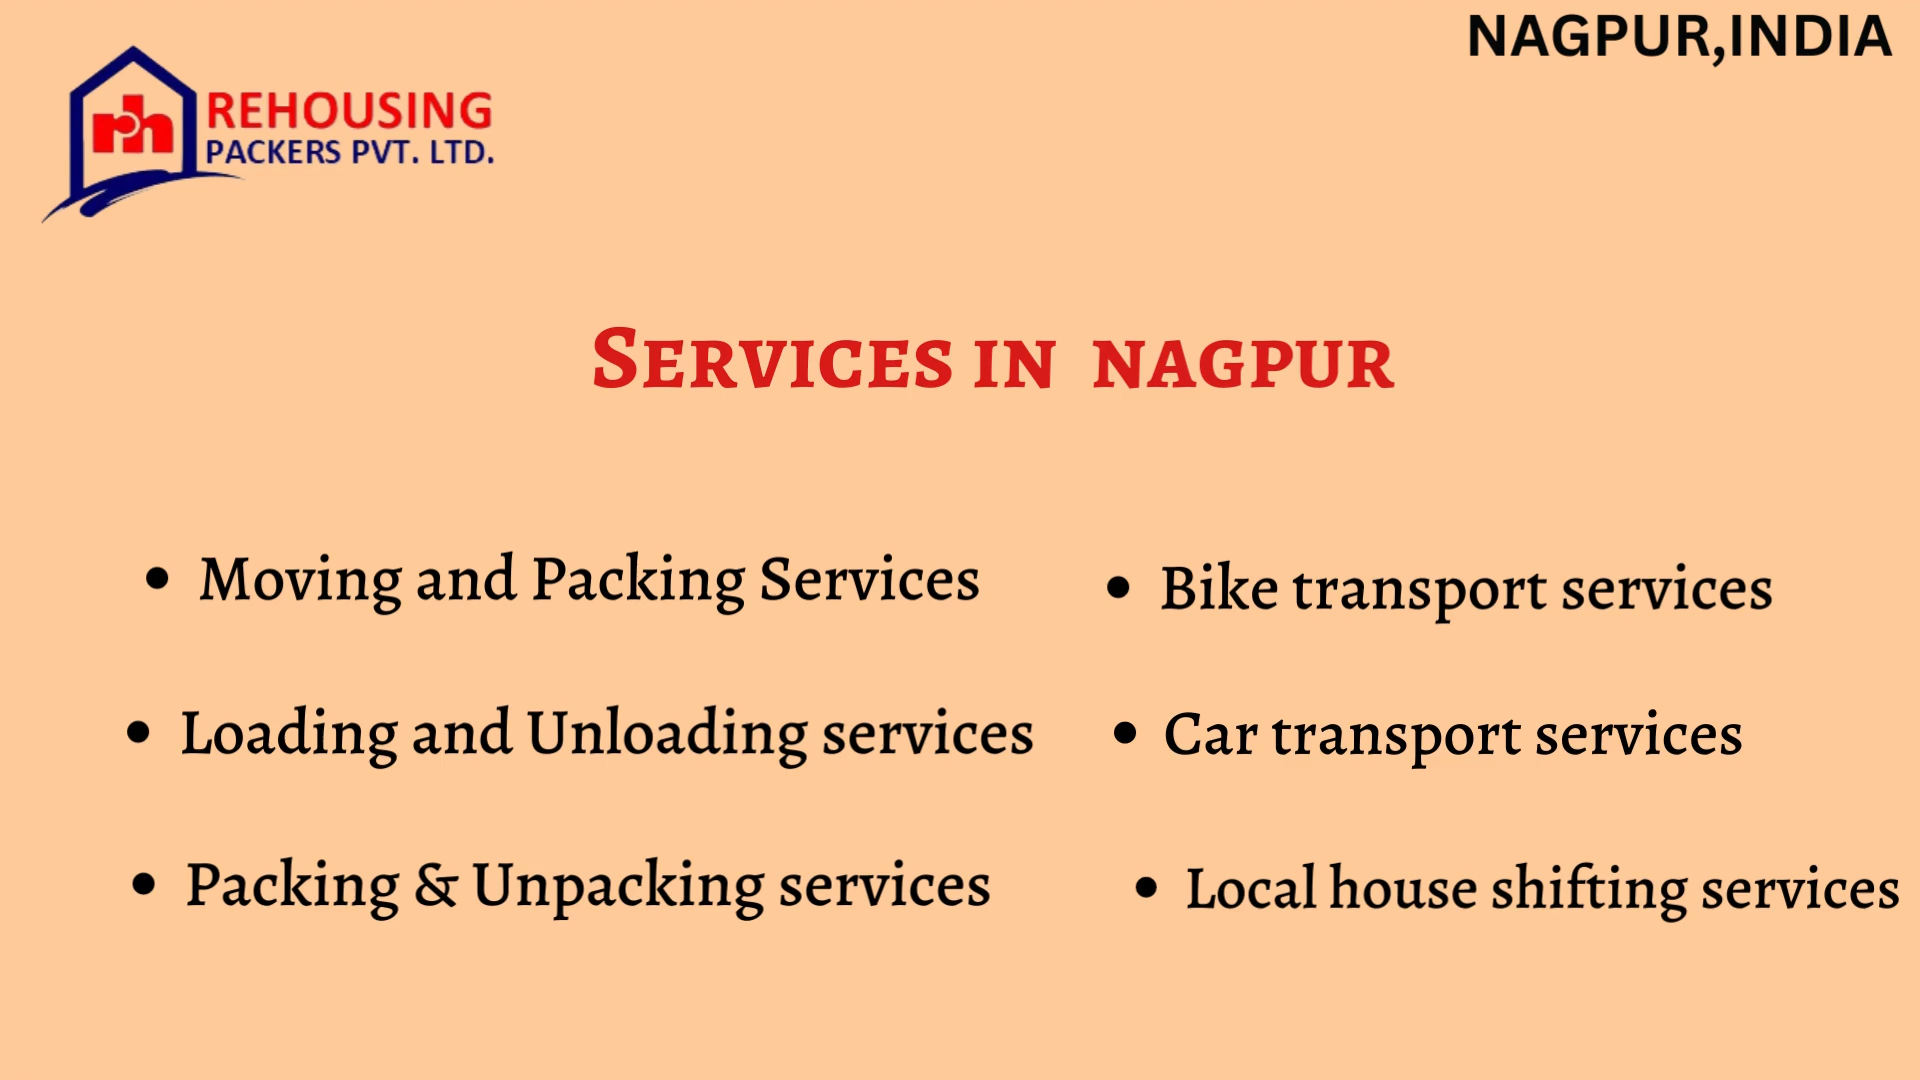 NAGPUR,INDIA
REHOUSING
PACKERS PVT. LTD.
Services in nagpur
• Moving and Packing Services
• Loading and Unloading services
• Packing & Unpacking services
• Bike transport services
• Car transport services
• Local house shifting services